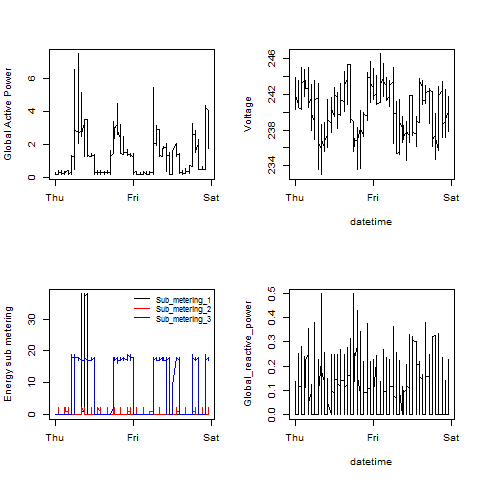 Global Active Power
0 2 4 6
Thu Fri Sat
Voltage
234 238 242 246
Thu Fri Sat
datetime
Energy sub metering
0 10 20 30
Sub_metering_1
Sub_metering_2
Sub_metering_3
Thu Fri Sat
Global_reactive_power
0.0 0.1 0.2 0.3 0.4 0.5
Thu Fri Sat
datetime